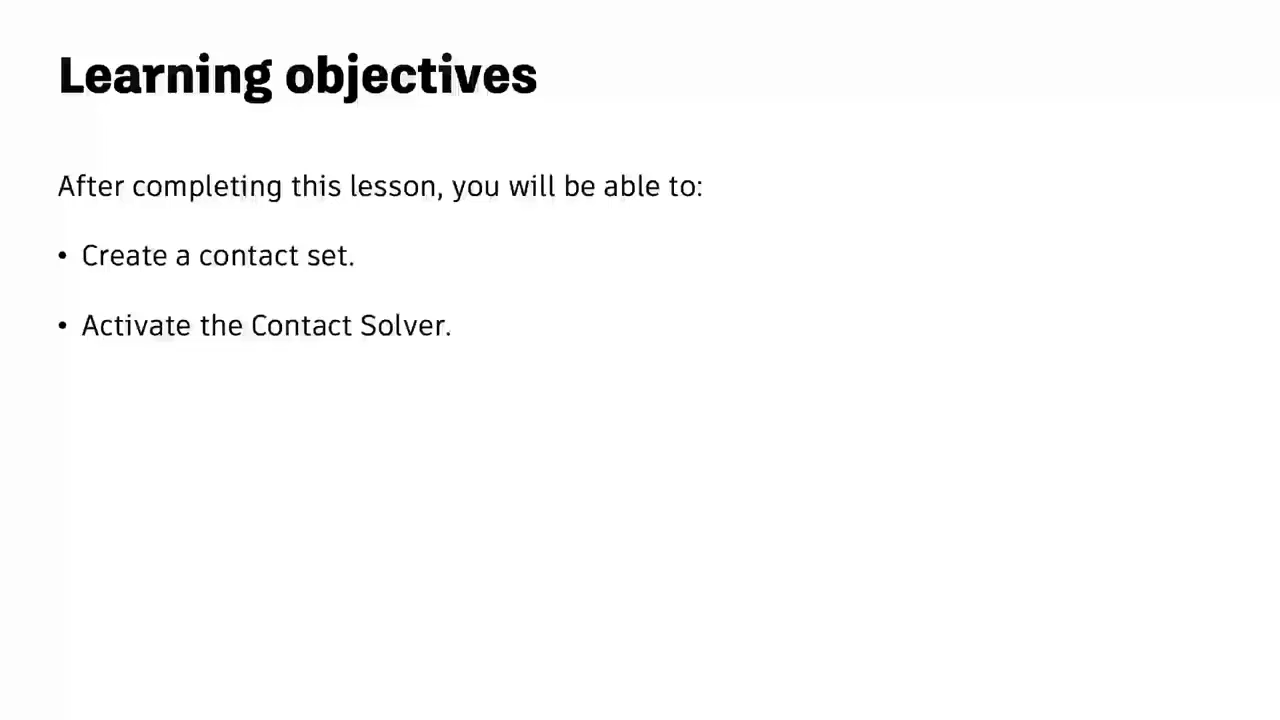 Learning objectives
After completing this lesson, you will be able to:
• Create a contact set.
• Activate the Contact Solver.